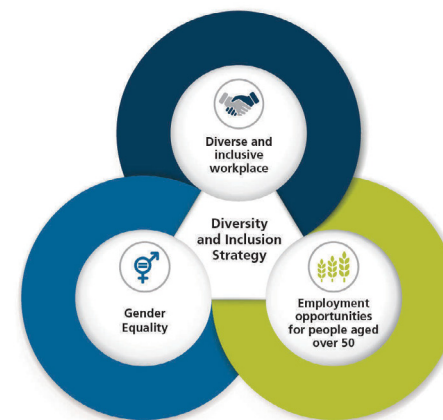 Diverse and
inclusive
workplace
Diversity
and Inclusion
Strategy
Gender
Equality
Employment
opportunities
for people aged
over 50